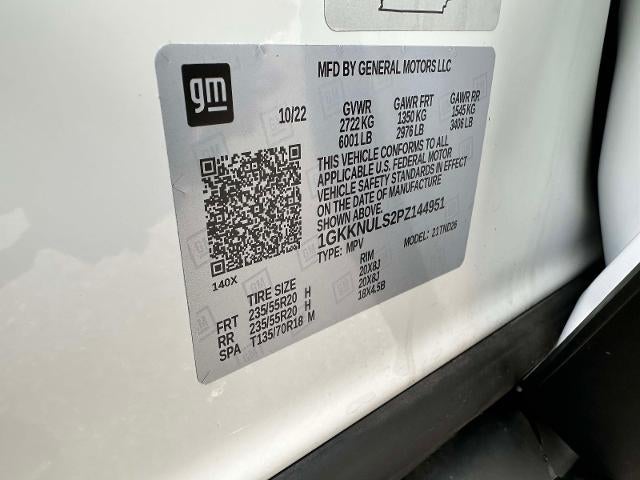 gm
MFD BY GENERAL MOTORS LLC
10/22
GVWR GAWR FRT GAWR RR
2722 KG 1350 KG 1545 KG
6001 LB 2976 LB 3406 LB
THIS VEHICLE CONFORMS TO ALL
APPLICABLE U.S. FEDERAL MOTOR
VEHICLE SAFETY STANDARDS IN EFFECT
ON THE DATE OF MANUFACTURE
SHOWN ABOVE.
1GKKNULS2PZ144951
TYPE: MPV MODEL: 21TND26
140X
TIRE SIZE RIM
FRT 235/55R20 H 20X8J
RR 235/55R20 H 20X8J
SPA T135/70R18 M 18X4.5B